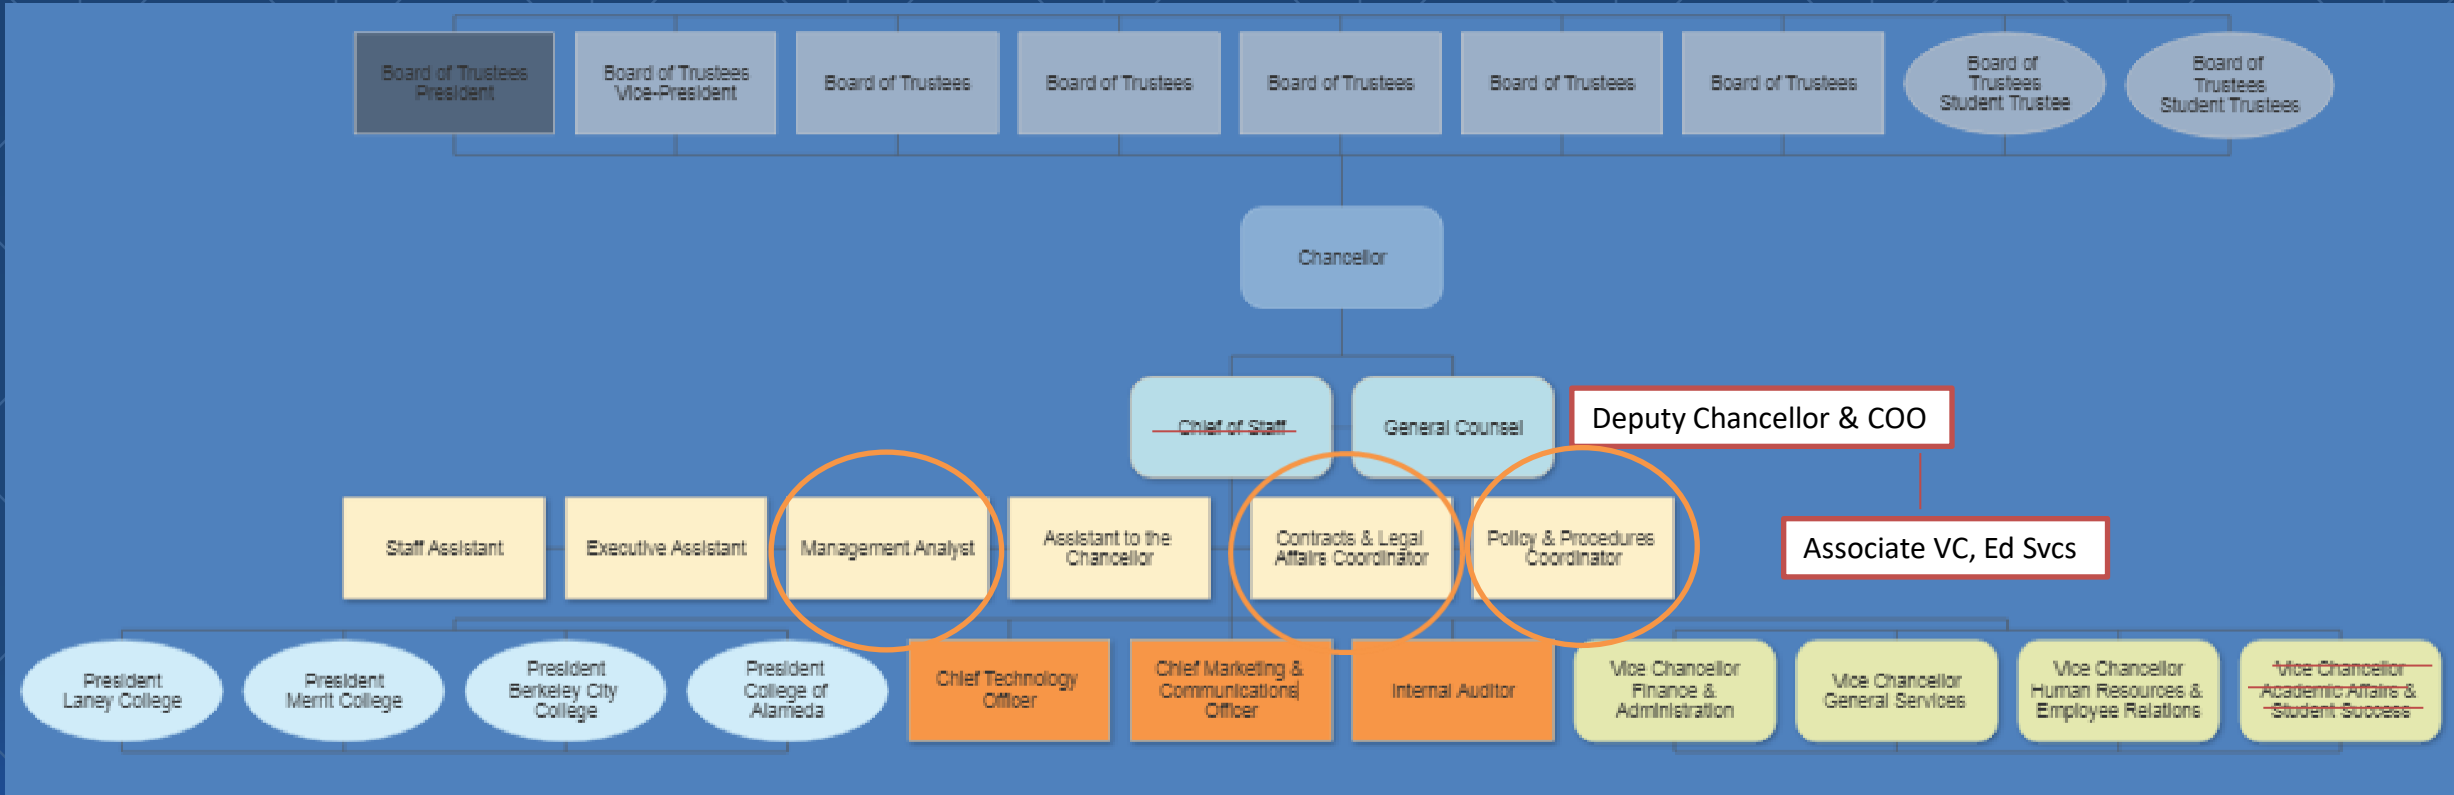 Board of Trustees
President
Board of Trustees
Vice-President
Board of Trustees
Board of Trustees
Board of Trustees
Board of Trustees
Board of Trustees
Board of
Trustees
Student Trustee
Board of
Trustees
Student Trustees
Chancellor
Chief of Staff
General Counsel
Deputy Chancellor & COO
Staff Assistant
Executive Assistant
Management Analyst
Assistant to the
Chancellor
Contracts & Legal
Affairs Coordinator
Policy & Procedures
Coordinator
Associate VC, Ed Svcs
President
Laney College
President
Merrit College
President
Berkeley City
College
President
College of
Alameda
Chief Technology
Officer
Chief Marketing &
Communications
Officer
Internal Auditor
Vice Chancellor
Finance &
Administration
Vice Chancellor
General Services
Vice Chancellor
Human Resources &
Employee Relations
Vice Chancellor
Academic Affairs &
Student Success